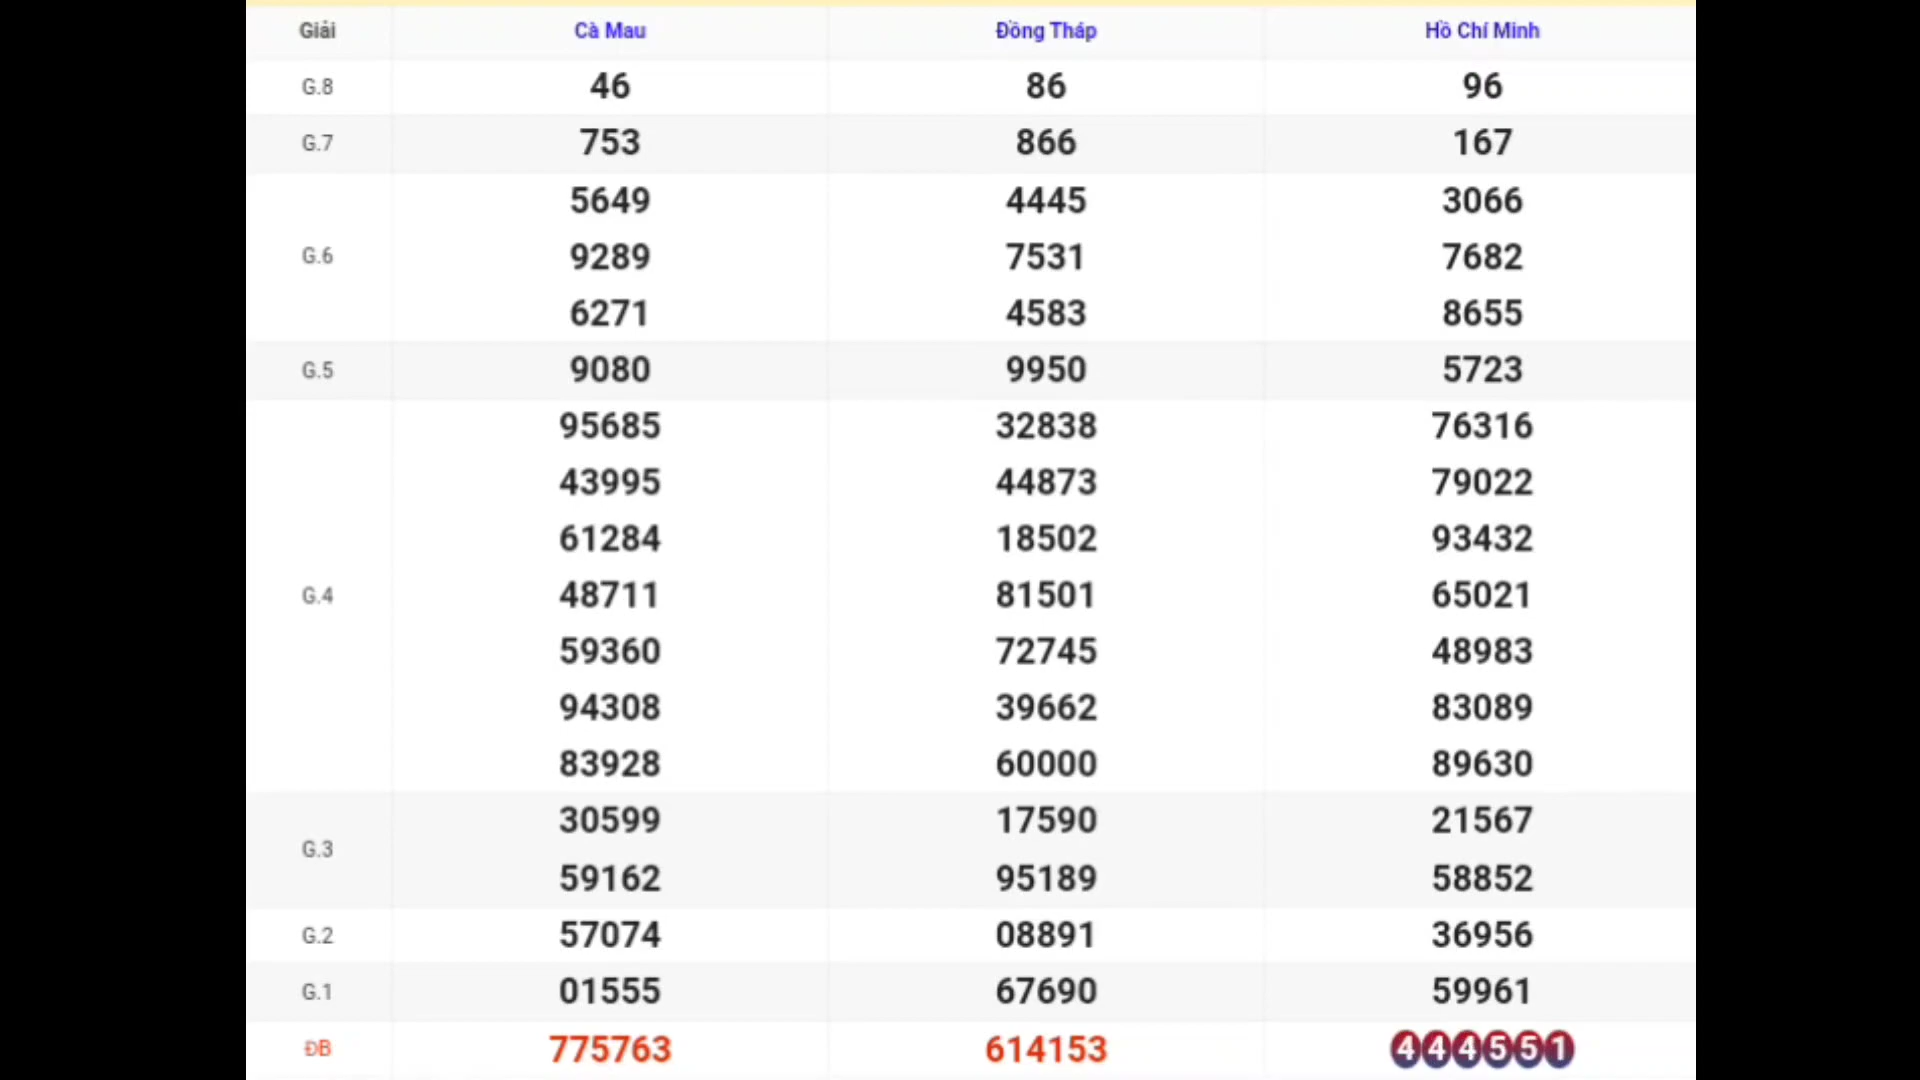 Giải Cà Mau Đồng Tháp Hồ Chí Minh
G.8 46 86 96
G.7 753 866 167
5649 4445 3066
G.6 9289 7531 7682
6271 4583 8655
G.5 9080 9950 5723
95685 32838 76316
43995 44873 79022
61284 18502 93432
G.4 48711 81501 65021
59360 72745 48983
94308 39662 83089
83928 60000 89630
30599 17590 21567
G.3
59162 95189 58852
G.2 57074 08891 36956
G.1 01555 67690 59961
ĐB 775763 614153 444551